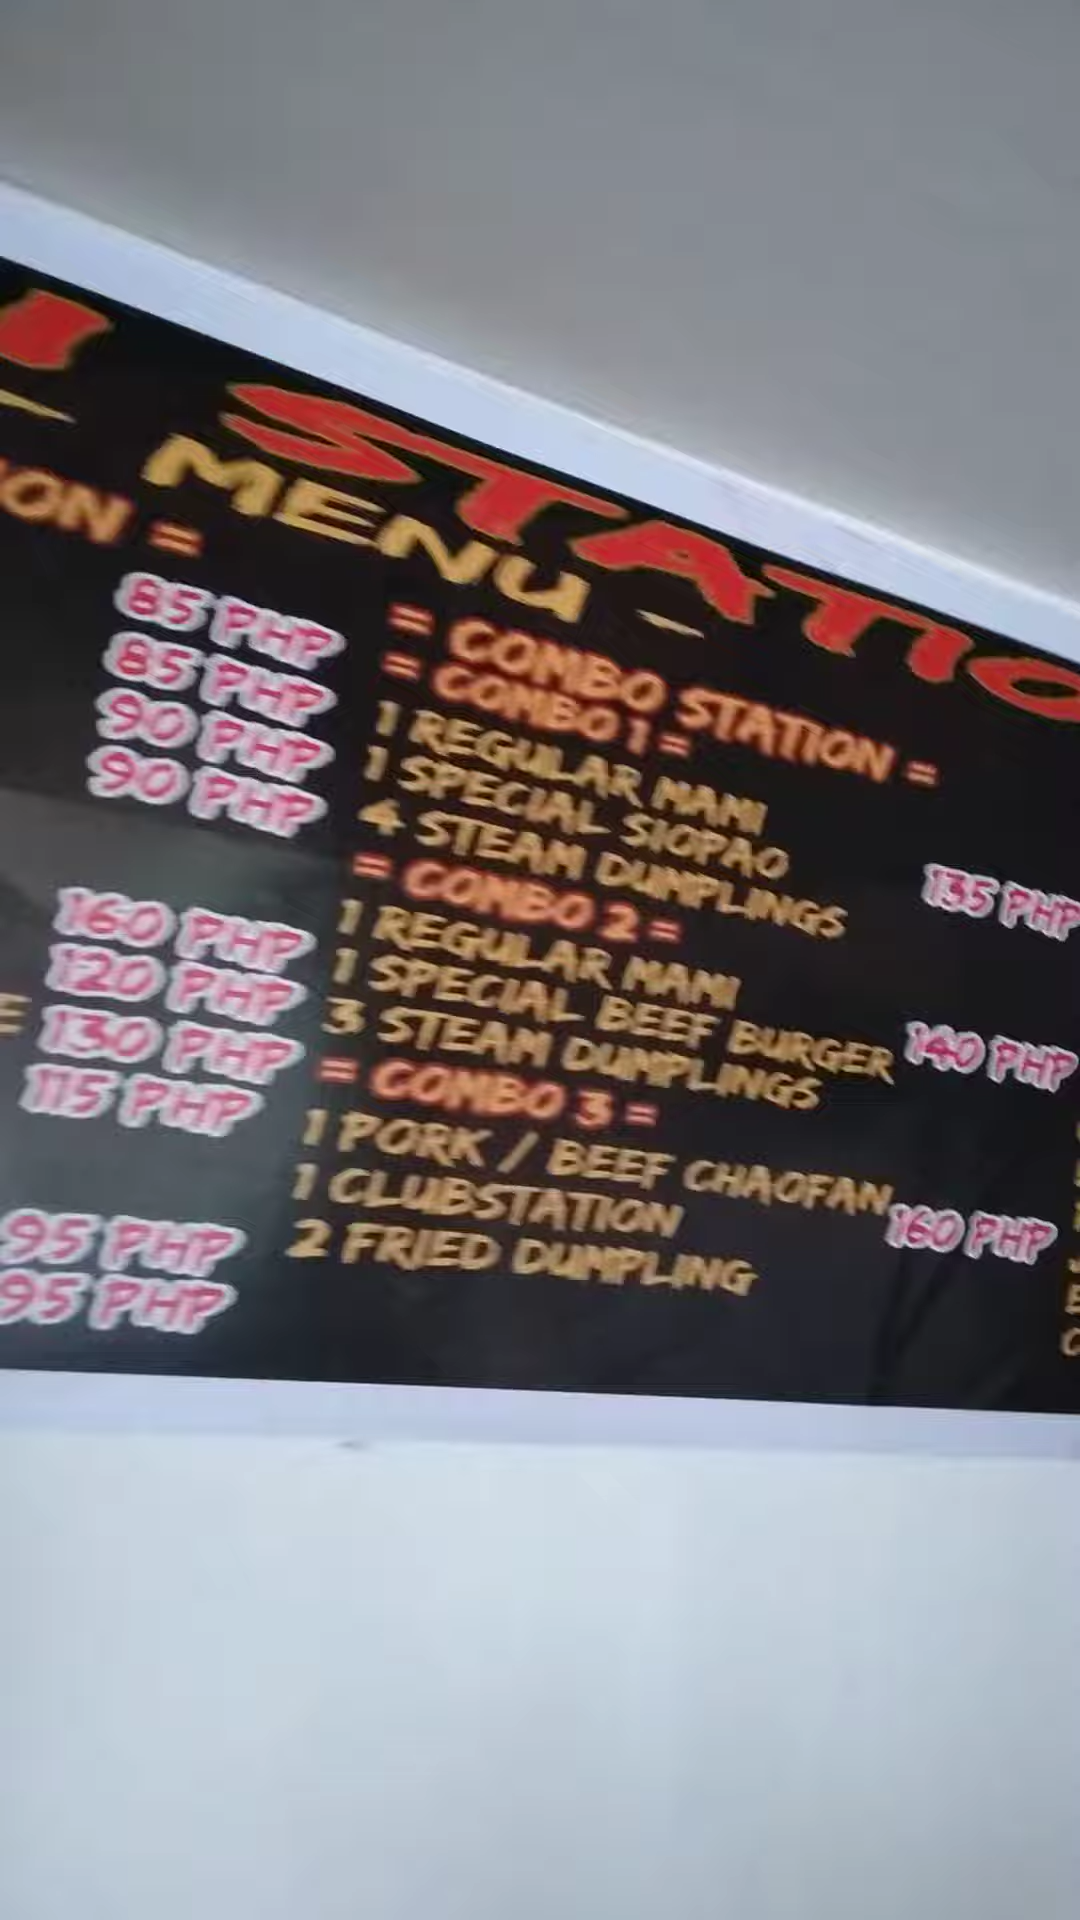 I STATIO
- MENU -
ION =
85 PHP
85 PHP
90 PHP
90 PHP
160 PHP
120 PHP
E 130 PHP
115 PHP
95 PHP
95 PHP
= COMBO STATION =
= COMBO 1 =
1 REGULAR MAMI
1 SPECIAL SIOPAO
4 STEAM DUMPLINGS 135 PHP
= COMBO 2 =
1 REGULAR MAMI
1 SPECIAL BEEF BURGER 140 PHP
3 STEAM DUMPLINGS
= COMBO 3 =
1 PORK / BEEF CHAOFAN
1 CLUBSTATION 160 PHP
2 FRIED DUMPLING